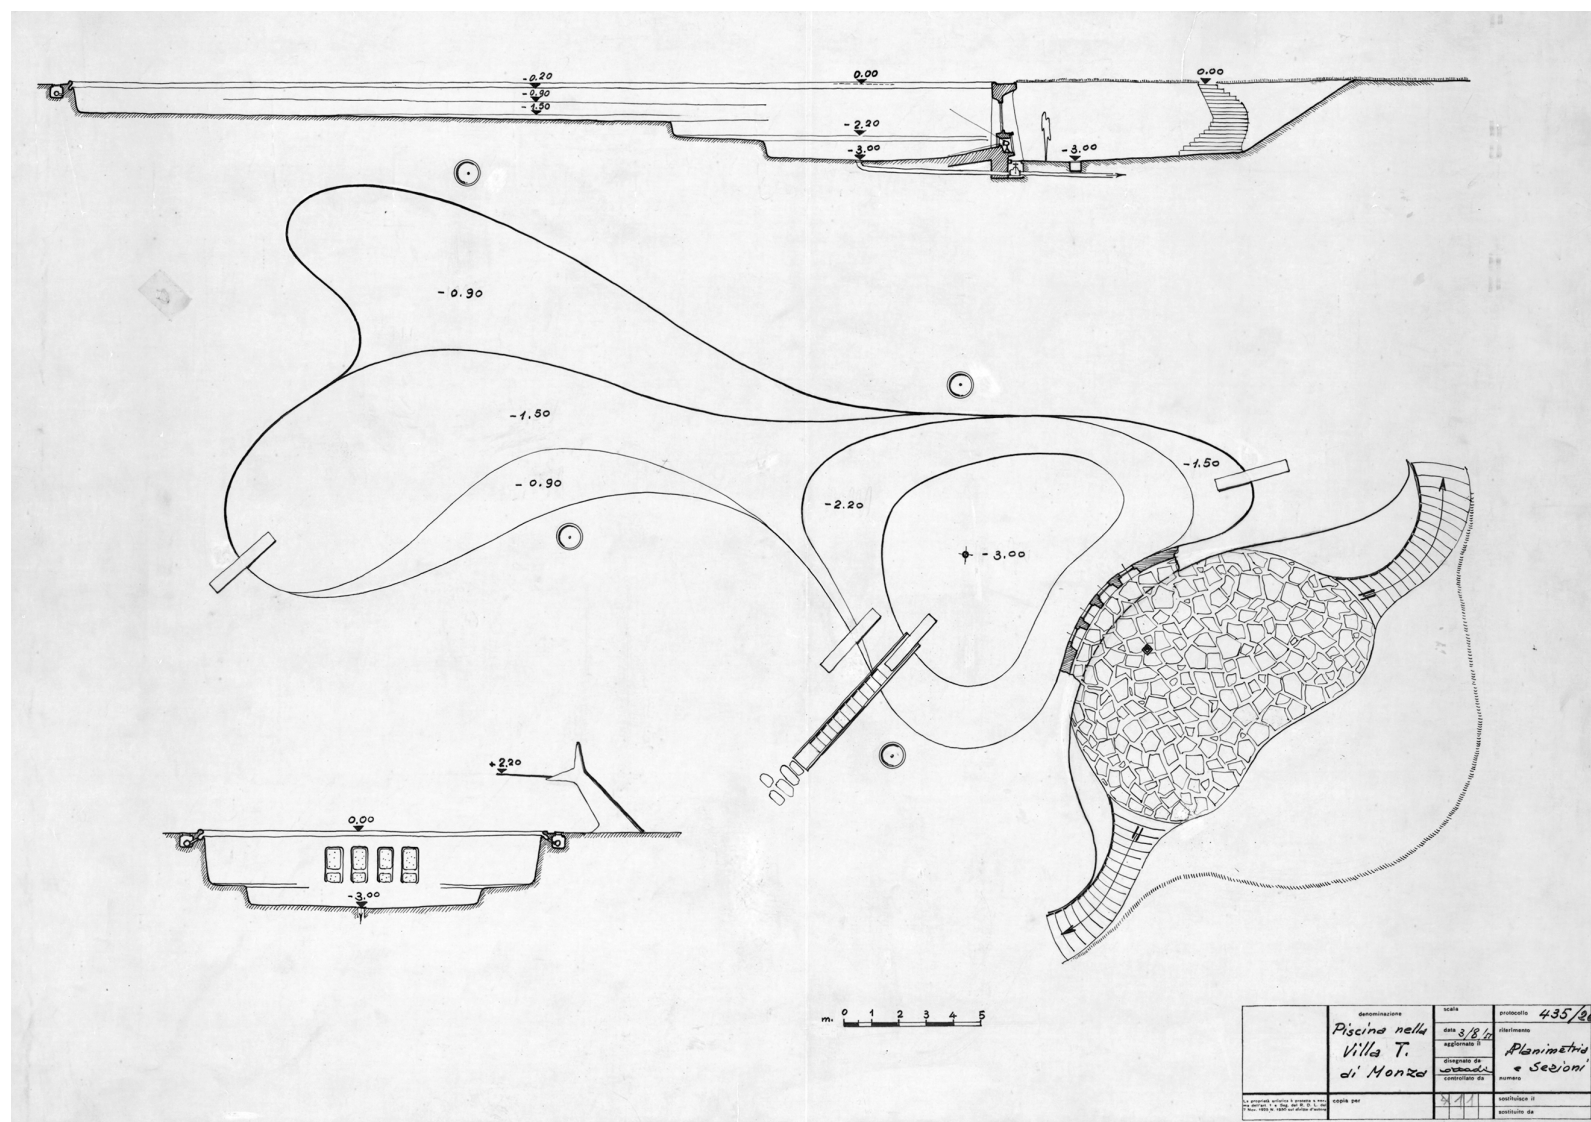 -0.20
-0.90
-1.50
0.00
-2.20
-3.00
0.00
-3.00
-0.90
-1.50
-0.90
-1.50
-2.20
-3.00
+2.20
0.00
-3.00
m. 0 1 2 3 4 5
denominazione
Piscina nella
Villa T.
di Monza
copia per
scala
data 3/8/
aggiornato il
disegnato da
controllato da
protocollo 435/
riferimento
Planimetria
e Sezioni
numero
sostituisce il
sostituito da